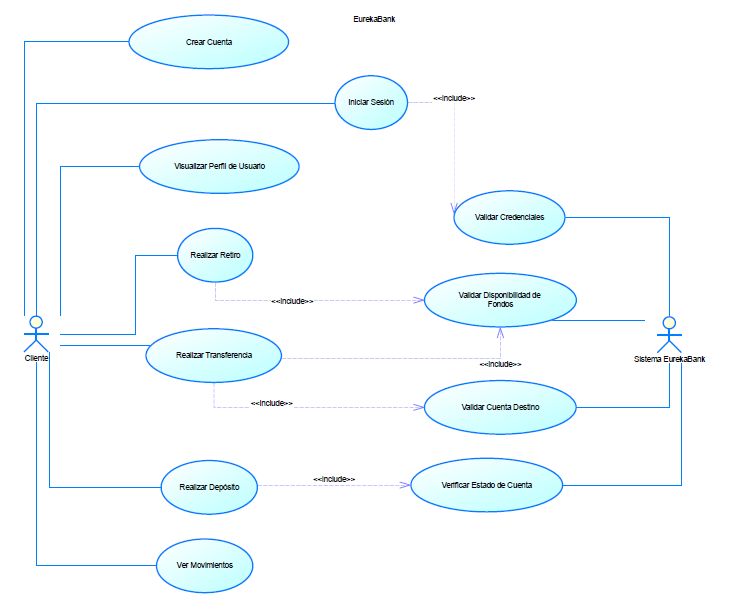 EurekaBank
Crear Cuenta
Iniciar Sesión
<<include>>
Visualizar Perfil de Usuario
Validar Credenciales
Realizar Retiro
<<include>>
Validar Disponibilidad de
Fondos
Cliente
Realizar Transferencia
<<include>>
Sistema EurekaBank
<<include>>
Validar Cuenta Destino
Realizar Depósito
<<include>>
Verificar Estado de Cuenta
Ver Movimientos